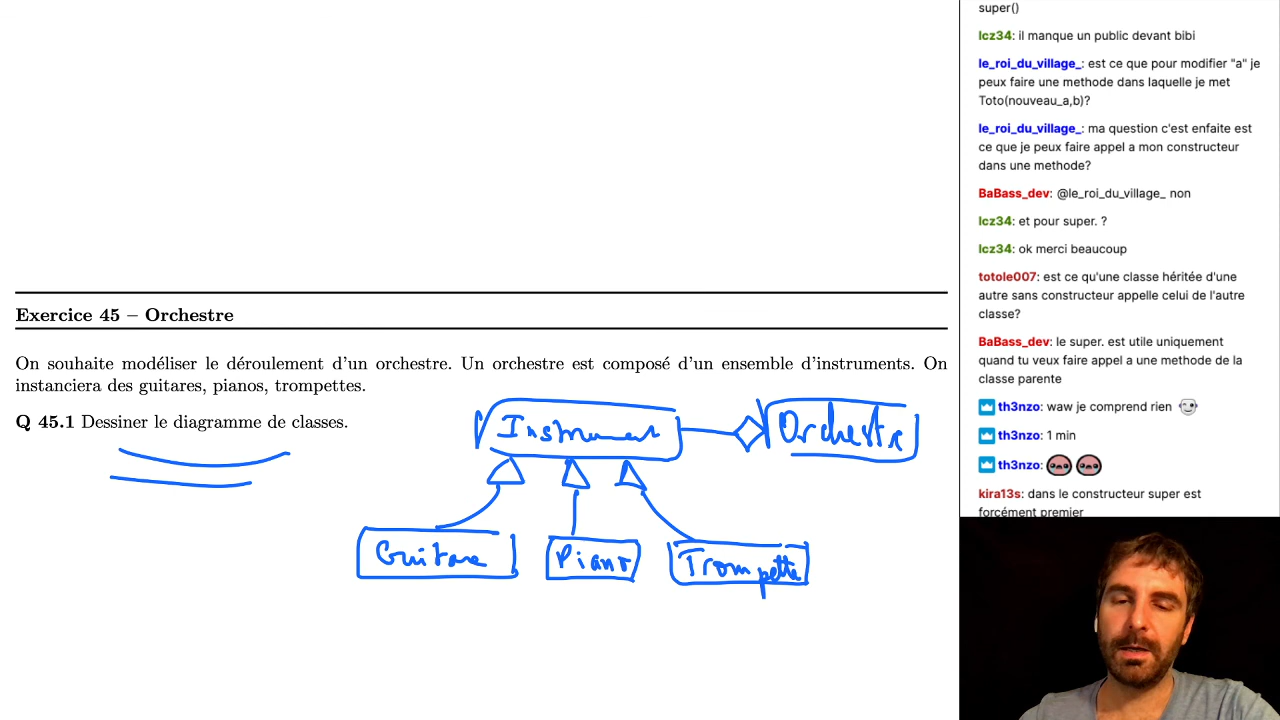 Exercice 45 – Orchestre
On souhaite modéliser le déroulement d'un orchestre. Un orchestre est composé d'un ensemble d'instruments. On
instanciera des guitares, pianos, trompettes.
Q 45.1 Dessiner le diagramme de classes.
Instrument
Orchestre
Guitare
Piano
Trompette
super()
lcz34: il manque un public devant bibi
le_roi_du_village_: est ce que pour modifier "a" je
peux faire une methode dans laquelle je met
Toto(nouveau_a,b)?
le_roi_du_village_: ma question c'est enfaite est
ce que je peux faire appel a mon constructeur
dans une methode?
BaBass_dev: @le_roi_du_village_ non
lcz34: et pour super. ?
lcz34: ok merci beaucoup
totole007: est ce qu'une classe héritée d'une
autre sans constructeur appelle celui de l'autre
classe?
BaBass_dev: le super. est utile uniquement
quand tu veux faire appel a une methode de la
classe parente
th3nzo: waw je comprend rien
th3nzo: 1 min
th3nzo:
kira13s: dans le constructeur super est
forcément premier